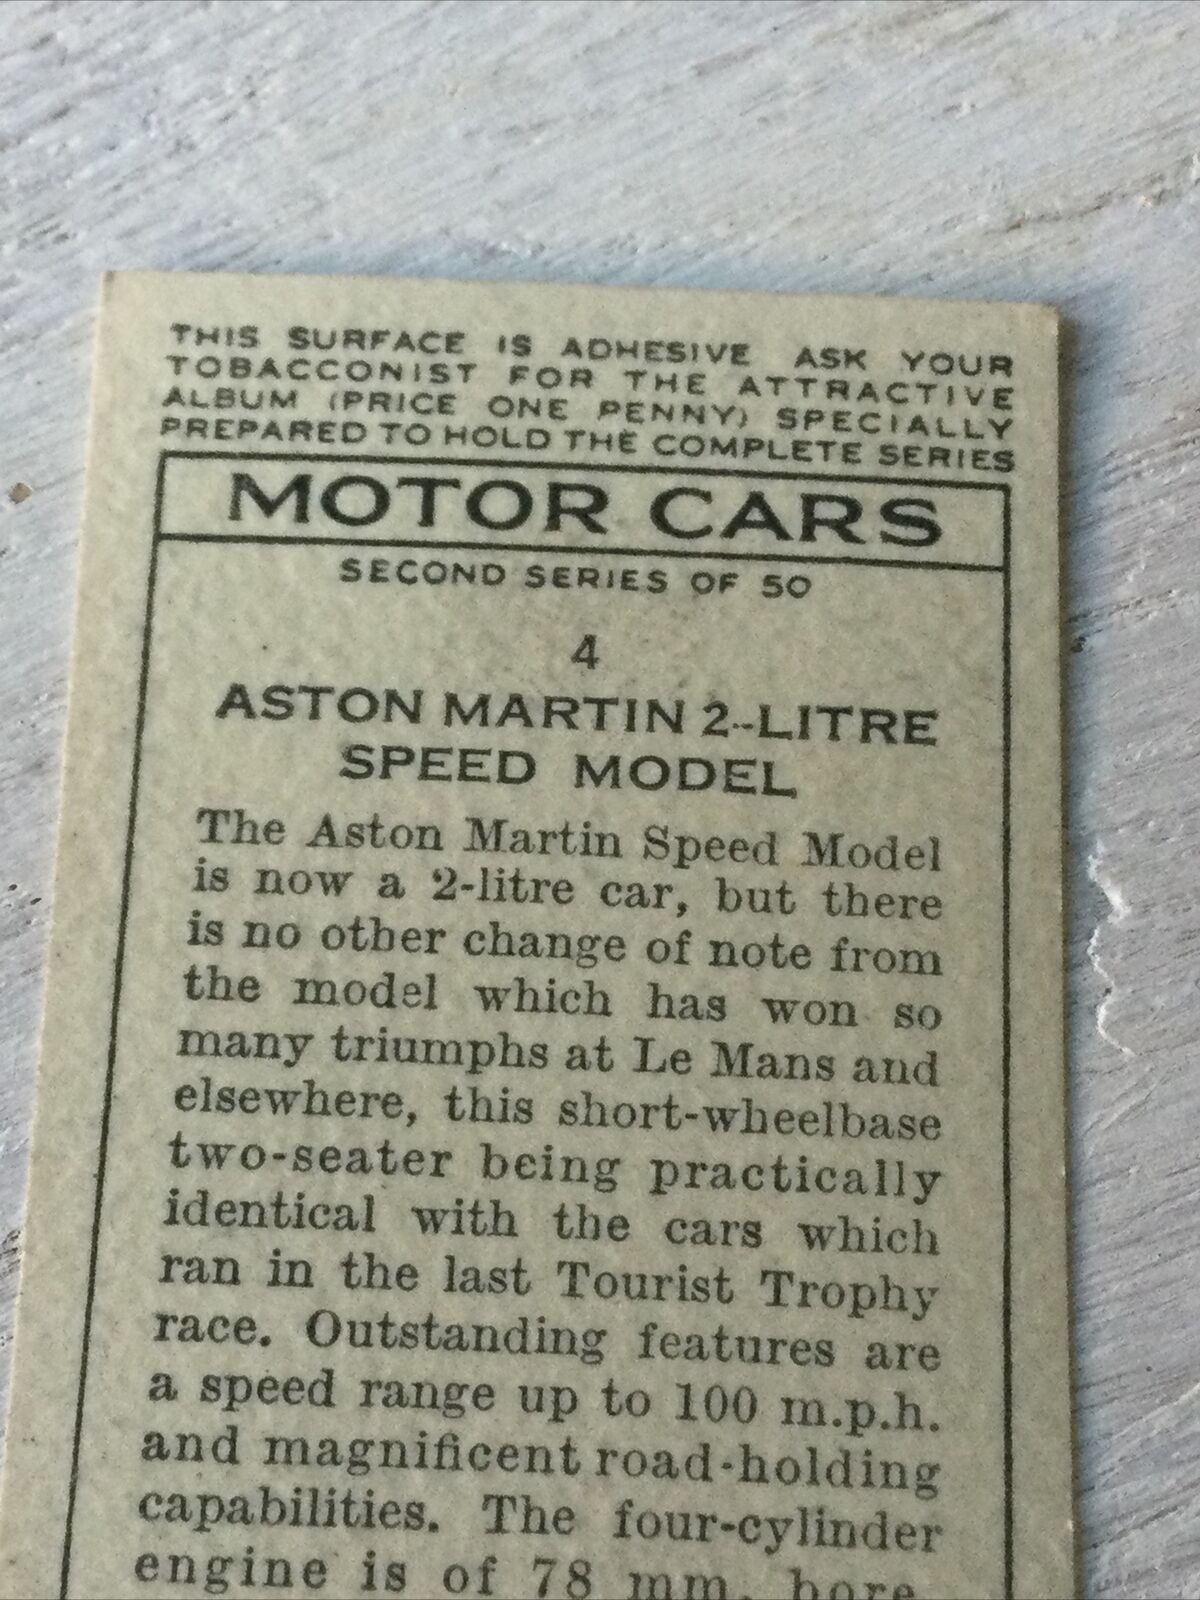 THIS SURFACE IS ADHESIVE ASK YOUR
TOBACCONIST FOR THE ATTRACTIVE
ALBUM (PRICE ONE PENNY) SPECIALLY
PREPARED TO HOLD THE COMPLETE SERIES
MOTOR CARS
SECOND SERIES OF 50
4
ASTON MARTIN 2-LITRE
SPEED MODEL
The Aston Martin Speed Model
is now a 2-litre car, but there
is no other change of note from
the model which has won so
many triumphs at Le Mans and
elsewhere, this short-wheelbase
two-seater being practically
identical with the cars which
ran in the last Tourist Trophy
race. Outstanding features are
a speed range up to 100 m.p.h.
and magnificent road-holding
capabilities. The four-cylinder
engine is of 78 mm. bore